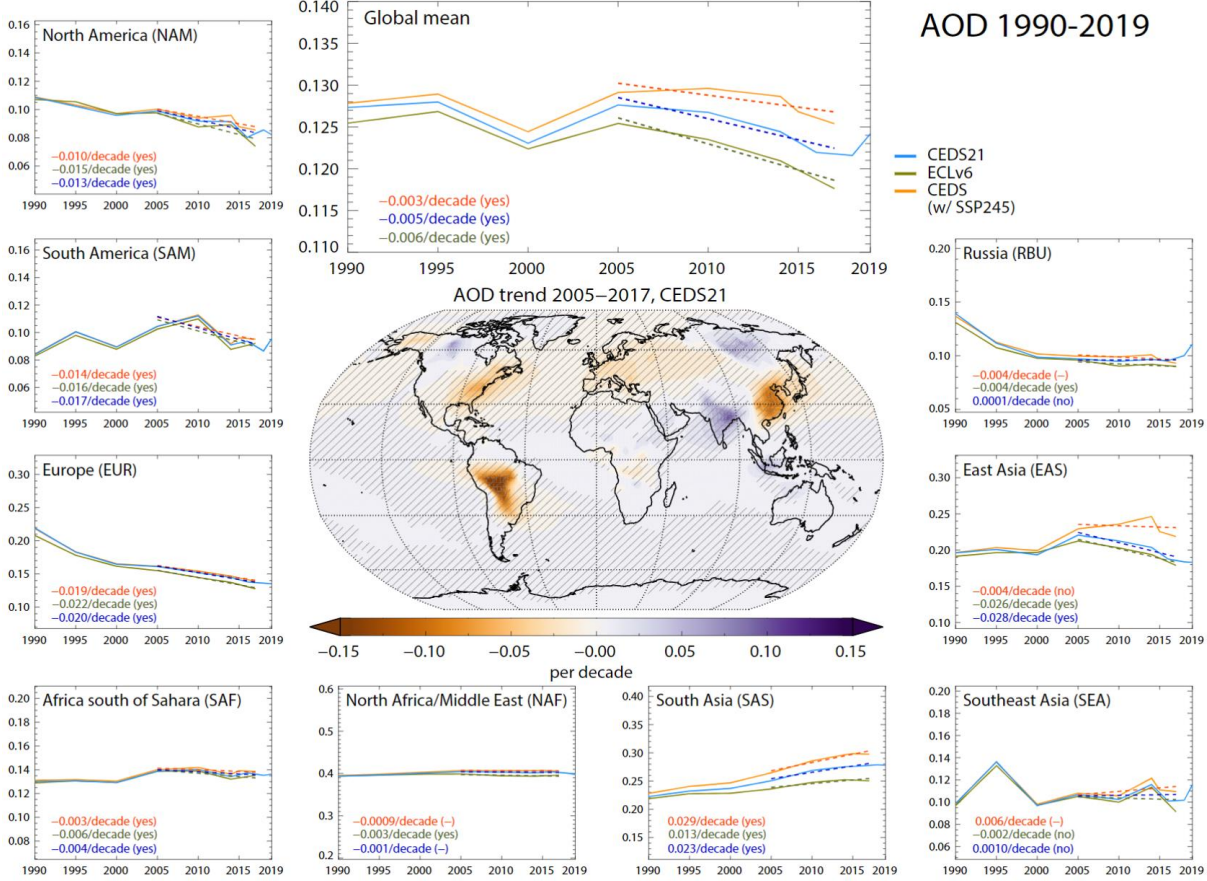 AOD 1990-2019
North America (NAM)
0.16
0.14
0.12
0.10
0.08
0.06
−0.010/decade (yes)
−0.015/decade (yes)
−0.013/decade (yes)
1990 1995 2000 2005 2010 2015 2019
Global mean
0.140
0.135
0.130
0.125
0.120
0.115
0.110
−0.003/decade (yes)
−0.005/decade (yes)
−0.006/decade (yes)
1990 1995 2000 2005 2010 2015 2019
CEDS21
ECLv6
CEDS
(w/ SSP245)
South America (SAM)
0.16
0.14
0.12
0.10
0.08
0.06
−0.014/decade (yes)
−0.016/decade (yes)
−0.017/decade (yes)
1990 1995 2000 2005 2010 2015 2019
AOD trend 2005−2017, CEDS21
−0.15 −0.10 −0.05 −0.00 0.05 0.10 0.15
per decade
Russia (RBU)
0.20
0.15
0.10
0.05
−0.004/decade (−)
−0.004/decade (yes)
0.0001/decade (no)
1990 1995 2000 2005 2010 2015 2019
Europe (EUR)
0.30
0.25
0.20
0.15
0.10
−0.019/decade (yes)
−0.022/decade (yes)
−0.020/decade (yes)
1990 1995 2000 2005 2010 2015 2019
East Asia (EAS)
0.30
0.25
0.20
0.15
0.10
−0.004/decade (no)
−0.026/decade (yes)
−0.028/decade (yes)
1990 1995 2000 2005 2010 2015 2019
Africa south of Sahara (SAF)
0.20
0.18
0.16
0.14
0.12
0.10
0.08
−0.003/decade (yes)
−0.006/decade (yes)
−0.004/decade (yes)
1990 1995 2000 2005 2010 2015 2019
North Africa/Middle East (NAF)
0.6
0.5
0.4
0.3
0.2
−0.0009/decade (−)
−0.003/decade (yes)
−0.001/decade (−)
1990 1995 2000 2005 2010 2015 2019
South Asia (SAS)
0.40
0.35
0.30
0.25
0.20
0.15
0.029/decade (yes)
0.013/decade (yes)
0.023/decade (yes)
1990 1995 2000 2005 2010 2015 2019
Southeast Asia (SEA)
0.20
0.18
0.16
0.14
0.12
0.10
0.08
0.06
0.006/decade (−)
−0.002/decade (no)
0.0010/decade (no)
1990 1995 2000 2005 2010 2015 2019